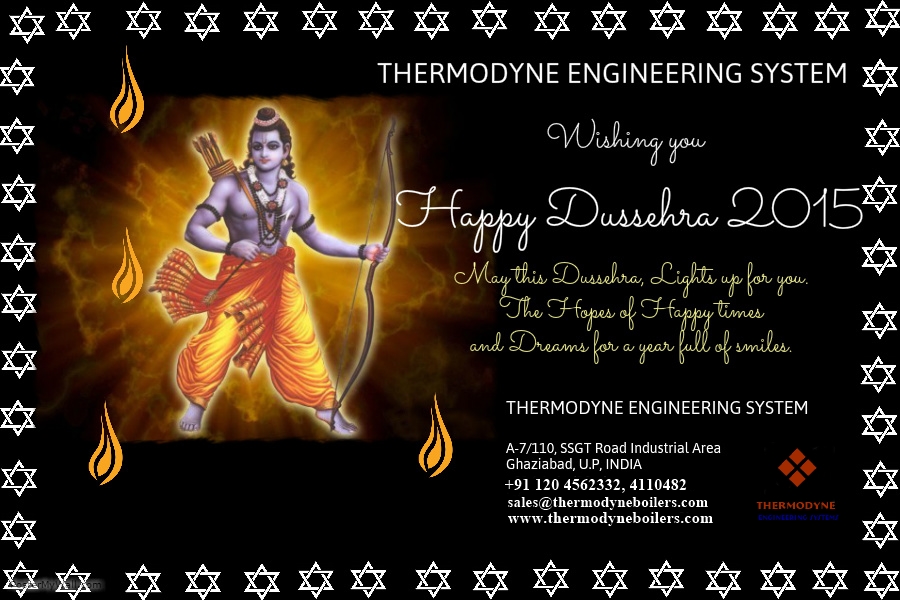 THERMODYNE ENGINEERING SYSTEM
Wishing you
Happy Dussehra 2015
May this Dussehra, Lights up for you.
The Hopes of Happy times
and Dreams for a year full of smiles.
THERMODYNE ENGINEERING SYSTEM
A-7/110, SSGT Road Industrial Area
Ghaziabad, U.P, INDIA
+91 120 4562332, 4110482
sales@thermodyneboilers.com
www.thermodyneboilers.com
THERMODYNE
ENGINEERING SYSTEMS